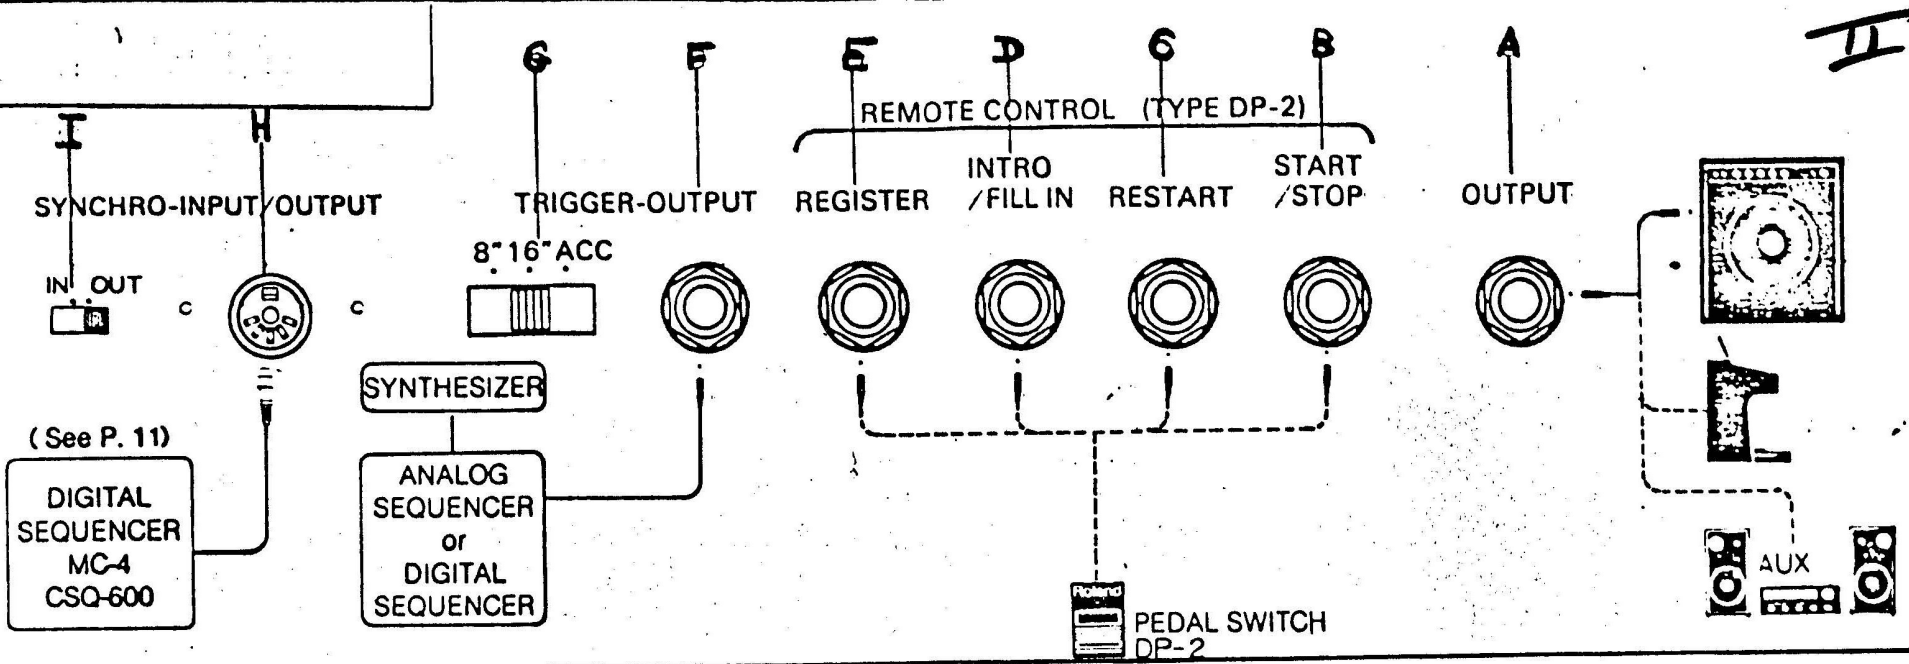 II
G F E D C B A
I H
REMOTE CONTROL (TYPE DP-2)
SYNCHRO-INPUT/OUTPUT
TRIGGER-OUTPUT
REGISTER
INTRO
/FILL IN
RESTART
START
/STOP
OUTPUT
8" 16" ACC
IN OUT
SYNTHESIZER
(See P. 11)
DIGITAL
SEQUENCER
MC-4
CSQ-600
ANALOG
SEQUENCER
or
DIGITAL
SEQUENCER
Roland
PEDAL SWITCH
DP-2
AUX